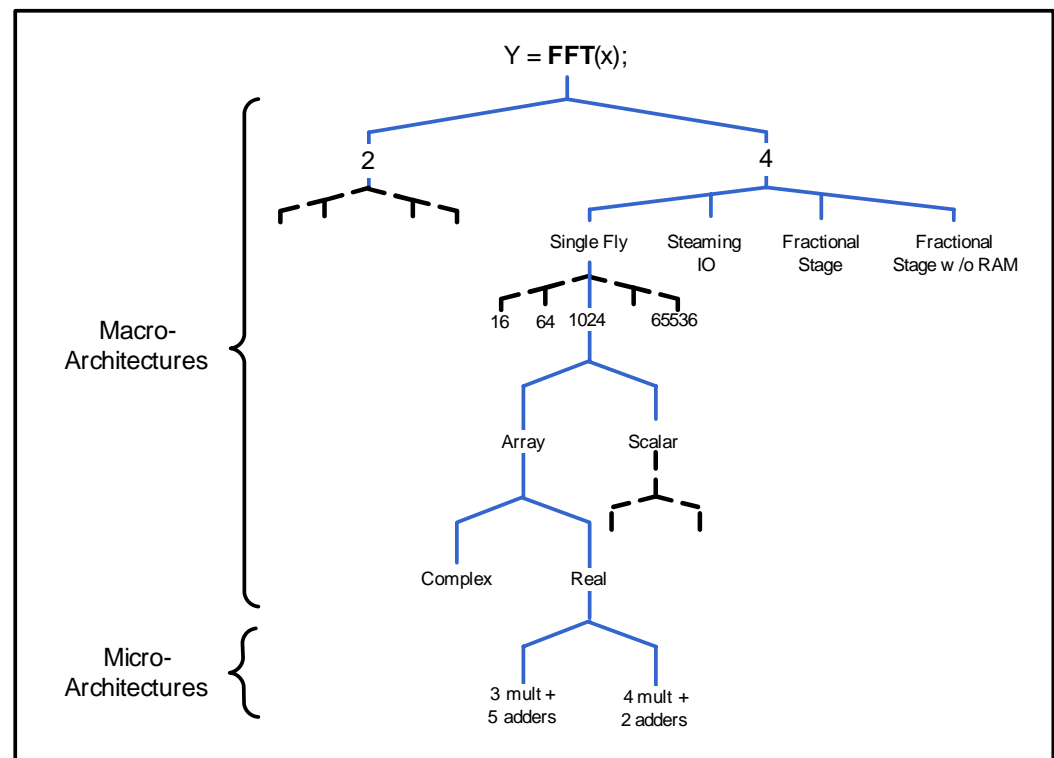 Y = FFT(x);
2
4
Single Fly
Steaming
IO
Fractional
Stage
Fractional
Stage w /o RAM
16
64
1024
65536
Macro-
Architectures
Array
Scalar
Complex
Real
Micro-
Architectures
3 mult +
5 adders
4 mult +
2 adders